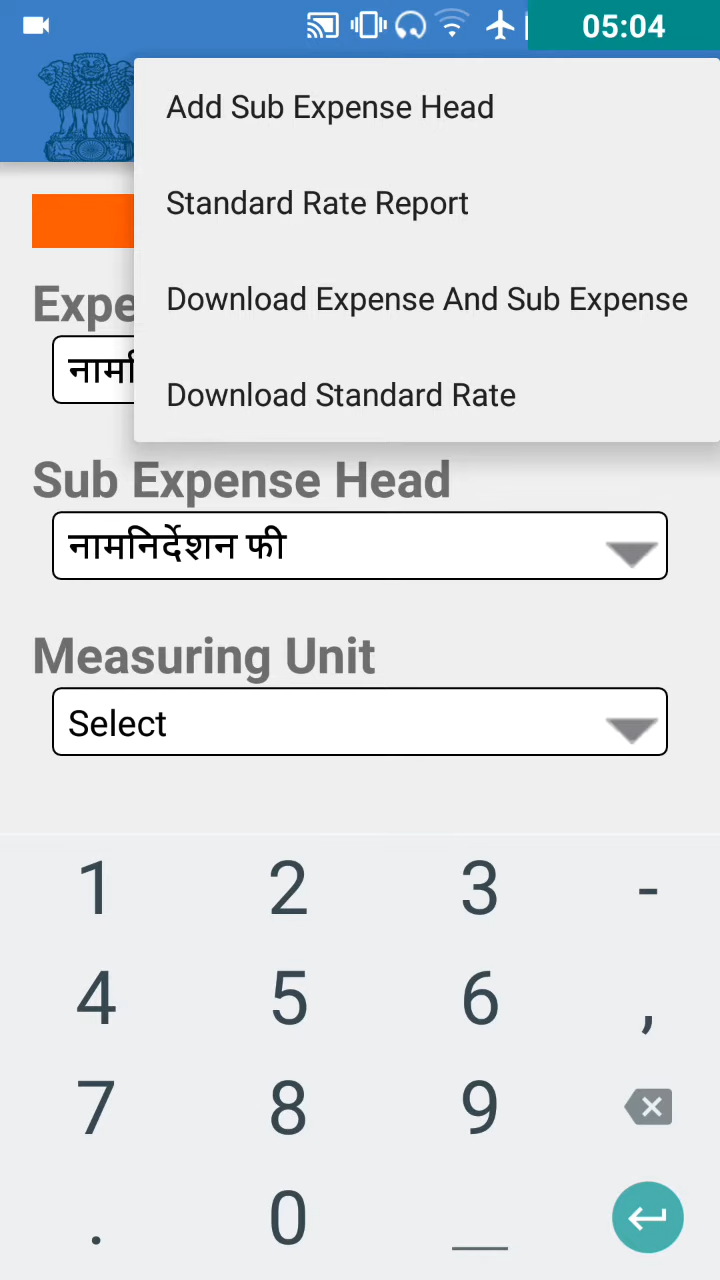 05:04
Add Sub Expense Head
Standard Rate Report
Download Expense And Sub Expense
Download Standard Rate
Sub Expense Head
नामनिर्देशन फी
Measuring Unit
Select
1 2 3 -
4 5 6 ,
7 8 9
. 0 _